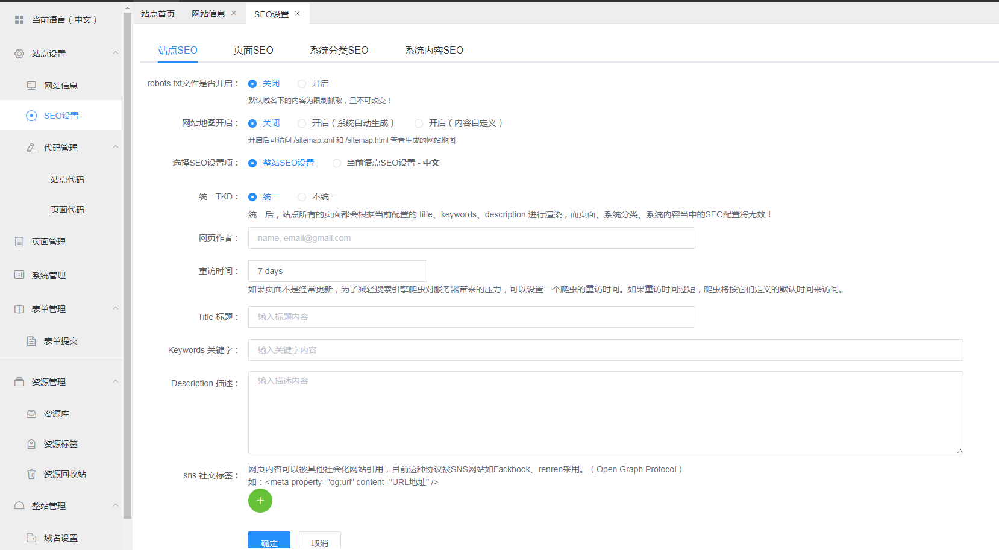 当前语言（中文）
站点设置
网站信息
SEO设置
代码管理
站点代码
页面代码
页面管理
系统管理
表单管理
表单提交
资源管理
资源库
资源标签
资源回收站
整站管理
域名设置
站点首页 网站信息 × SEO设置 ×
站点SEO 页面SEO 系统分类SEO 系统内容SEO
robots.txt文件是否开启： 关闭 开启
默认域名下的内容为限制抓取，且不可改变！
网站地图开启： 关闭 开启（系统自动生成） 开启（内容自定义）
开启后可访问 /sitemap.xml 和 /sitemap.html 查看生成的网站地图
选择SEO设置项： 整站SEO设置 当前语点SEO设置 - 中文
统一TKD： 统一 不统一
统一后，站点所有的页面都会根据当前配置的 title、keywords、description 进行渲染，而页面、系统分类、系统内容当中的SEO配置将无效！
网页作者： name, email@gmail.com
重访时间： 7 days
如果页面不是经常更新，为了减轻搜索引擎爬虫对服务器带来的压力，可以设置一个爬虫的重访时间。如果重访时间过短，爬虫将按它们定义的默认时间来访问。
Title 标题： 输入标题内容
Keywords 关键字： 输入关键字内容
Description 描述： 输入描述内容
sns 社交标签： 网页内容可以被其他社会化网站引用，目前这种协议被SNS网站如Fackbook、renren采用。（Open Graph Protocol）
如：<meta property="og:url" content="URL地址" />
+
确定 取消